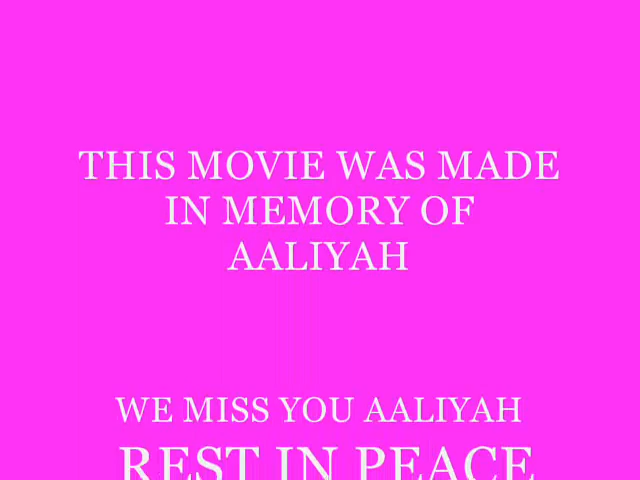 THIS MOVIE WAS MADE
IN MEMORY OF
AALIYAH
WE MISS YOU AALIYAH
REST IN PEACE